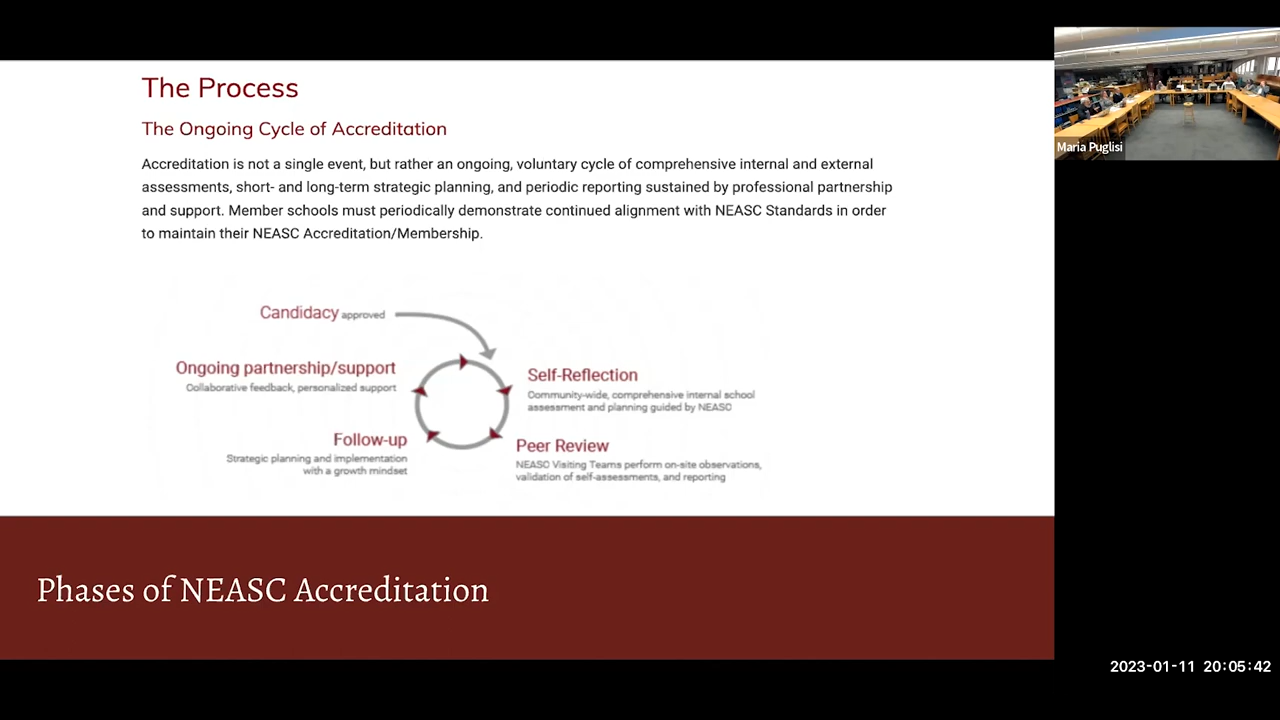 The Process
The Ongoing Cycle of Accreditation
Accreditation is not a single event, but rather an ongoing, voluntary cycle of comprehensive internal and external
assessments, short- and long-term strategic planning, and periodic reporting sustained by professional partnership
and support. Member schools must periodically demonstrate continued alignment with NEASC Standards in order
to maintain their NEASC Accreditation/Membership.
Candidacy approved
Ongoing partnership/support
Collaborative feedback, personalized support
Self-Reflection
Community-wide, comprehensive internal school
assessment and planning guided by NEASC
Follow-up
Strategic planning and implementation
with a growth mindset
Peer Review
NEASC Visiting Teams perform on-site observations,
validation of self-assessments, and reporting
Phases of NEASC Accreditation
Maria Puglisi
2023-01-11 20:05:42